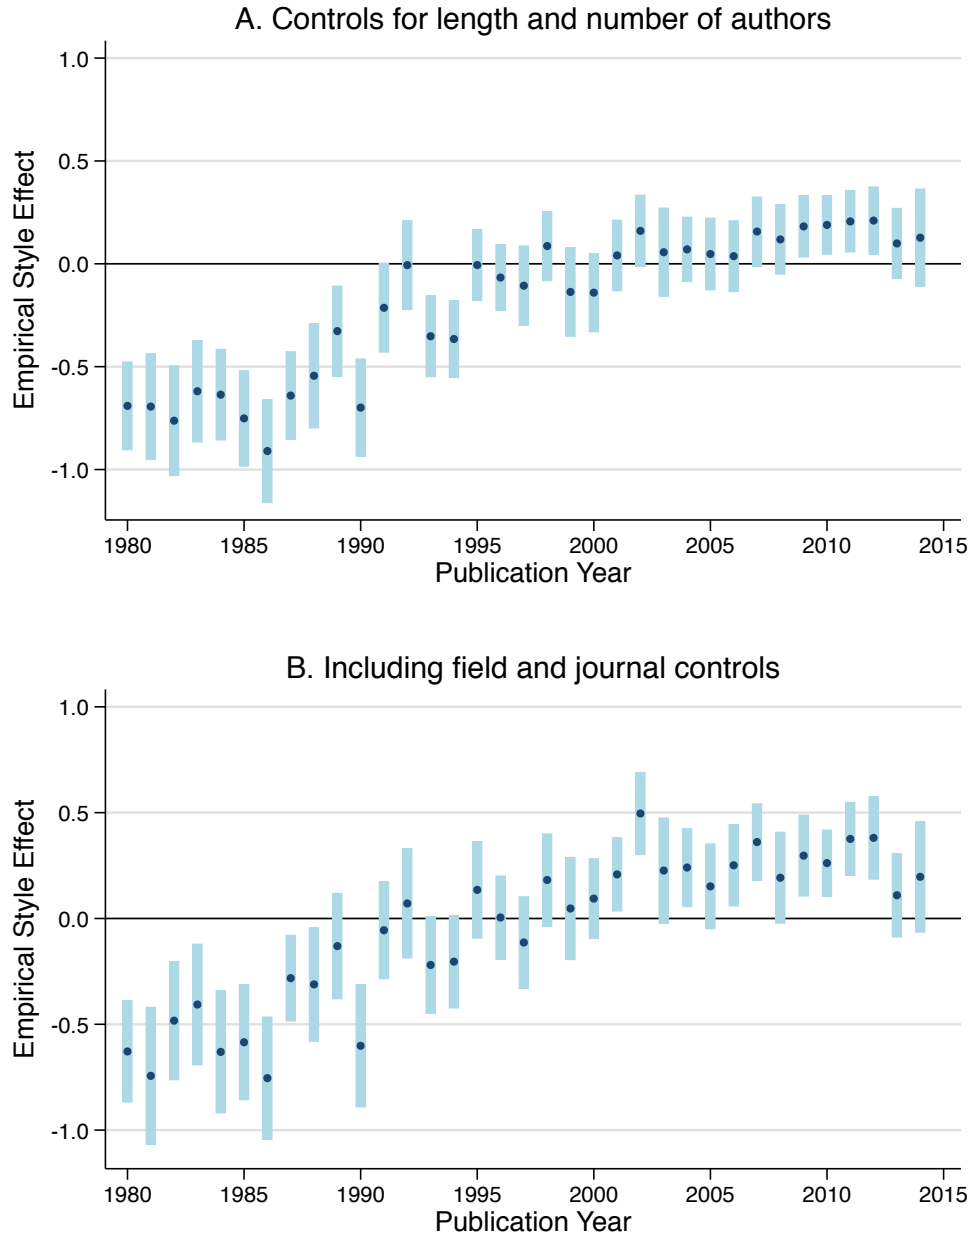 A. Controls for length and number of authors
1.0
0.5
0.0
-0.5
-1.0
Empirical Style Effect
1980 1985 1990 1995 2000 2005 2010 2015
Publication Year
B. Including field and journal controls
1.0
0.5
0.0
-0.5
-1.0
Empirical Style Effect
1980 1985 1990 1995 2000 2005 2010 2015
Publication Year